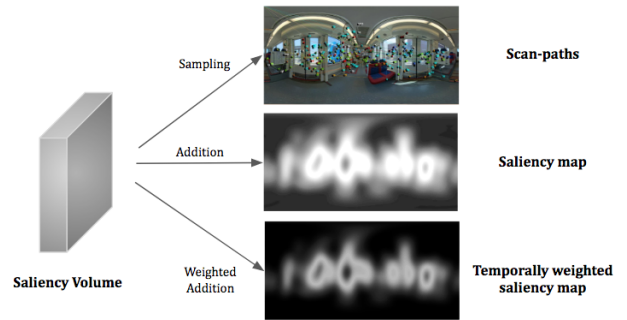 Sampling
Scan-paths
Addition
Saliency map
Saliency Volume
Weighted
Addition
Temporally weighted
saliency map